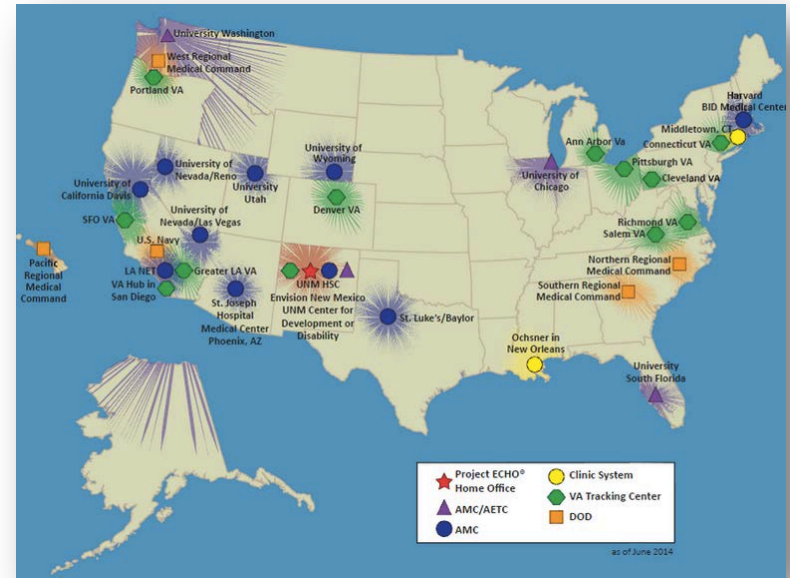 University Washington
West Regional
Medical Command
Portland VA
Harvard
BID Medical Center
Middletown, CT
Connecticut VA
Ann Arbor Va
Pittsburgh VA
Cleveland VA
University of
Chicago
University of
Nevada/Reno
University of
California Davis
University
Utah
University of
Wyoming
Denver VA
SFO VA
University of
Nevada/Las Vegas
U.S. Navy
LA NET
Greater LA VA
VA Hub in
San Diego
St. Joseph
Hospital
Medical Center
Phoenix, AZ
UNM HSC
Envision New Mexico
UNM Center for
Development or
Disability
St. Luke's/Baylor
Richmond VA
Salem VA
Northern Regional
Medical Command
Southern Regional
Medical Command
Ochsner in
New Orleans
University
South Florida
Pacific
Regional
Medical
Command
Project ECHO®
Home Office
AMC/AETC
AMC
Clinic System
VA Tracking Center
DOD
as of June 2014